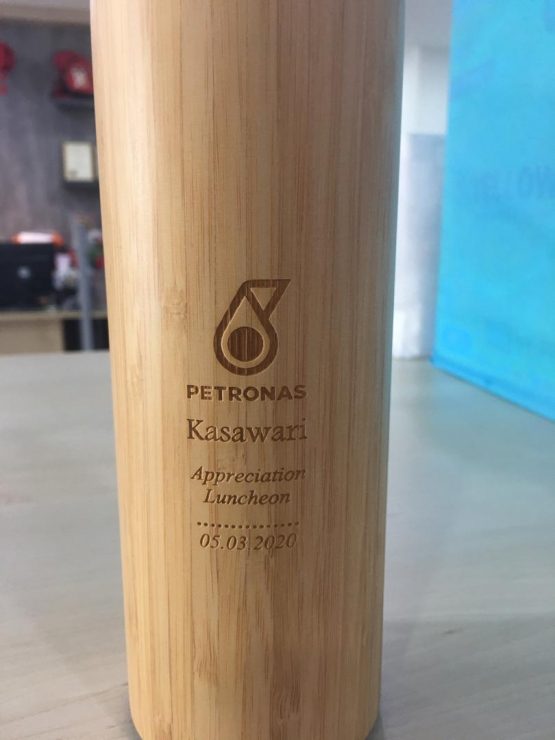 PETRONAS
Kasawari
Appreciation
Luncheon
..............
05.03.2020